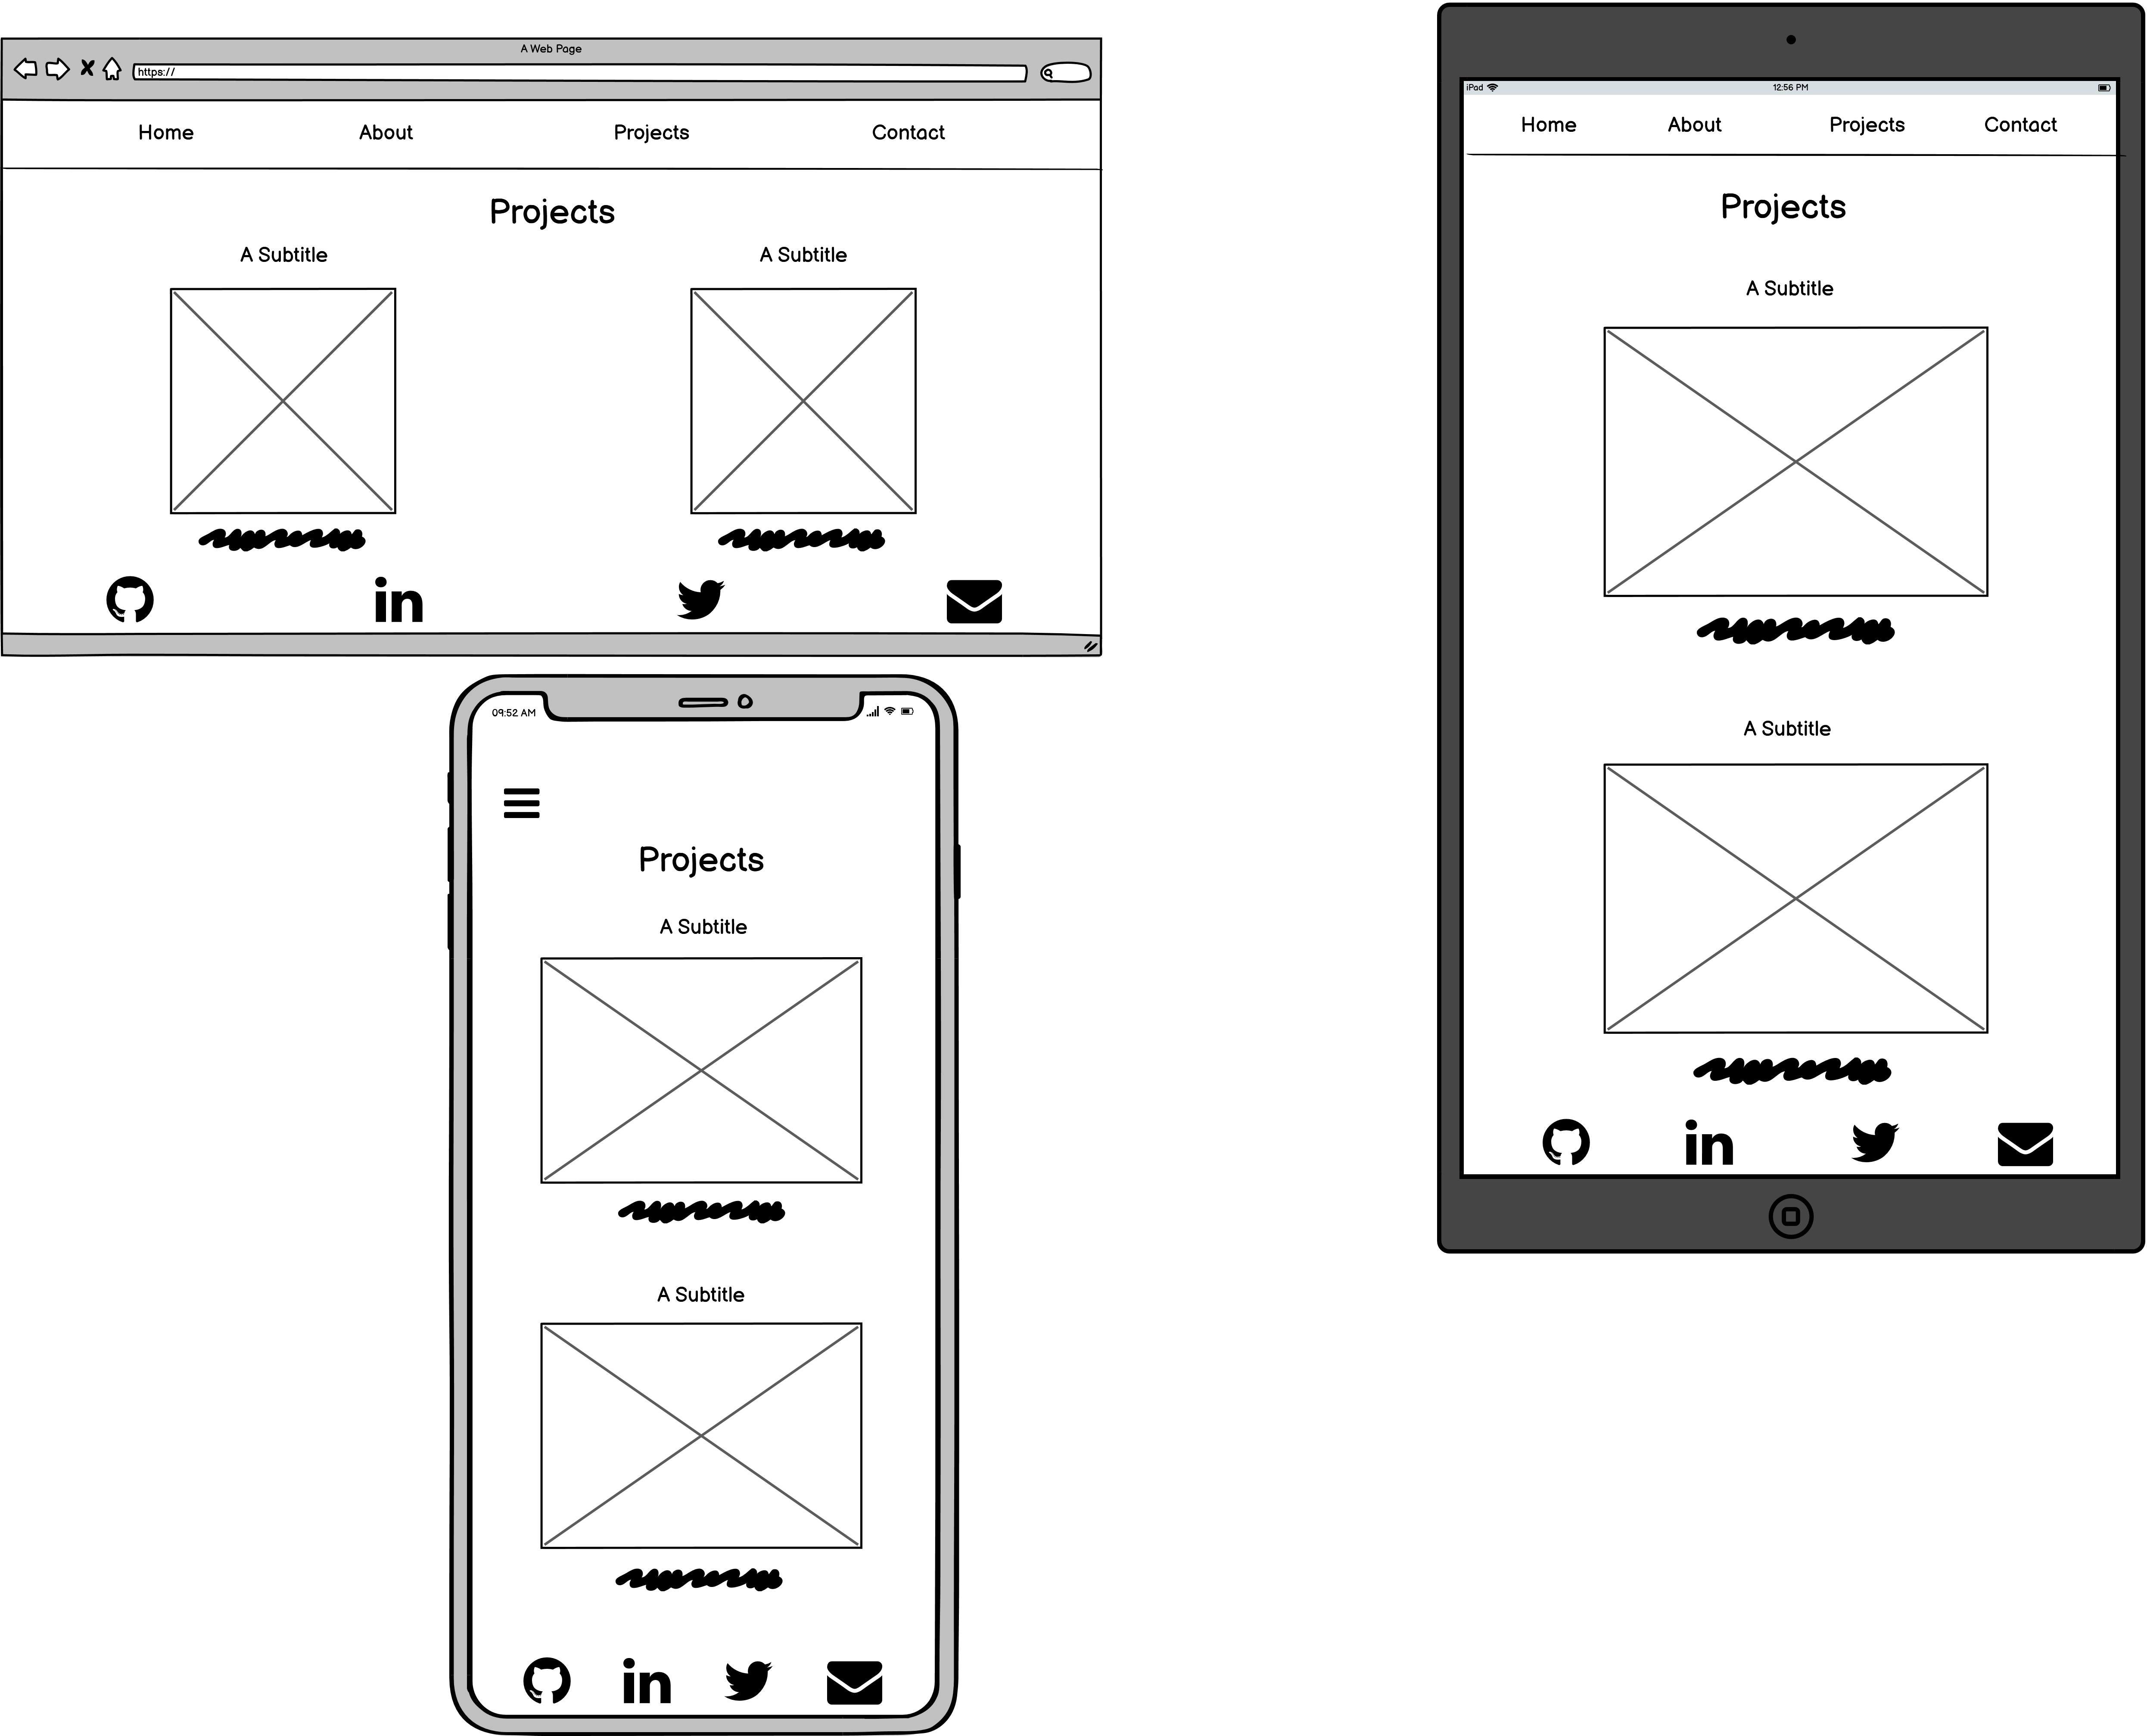 A Web Page
https://
Home About Projects Contact
Projects
A Subtitle A Subtitle
in
iPad 12:56 PM
Home About Projects Contact
Projects
A Subtitle
A Subtitle
in
09:52 AM
Projects
A Subtitle
A Subtitle
in